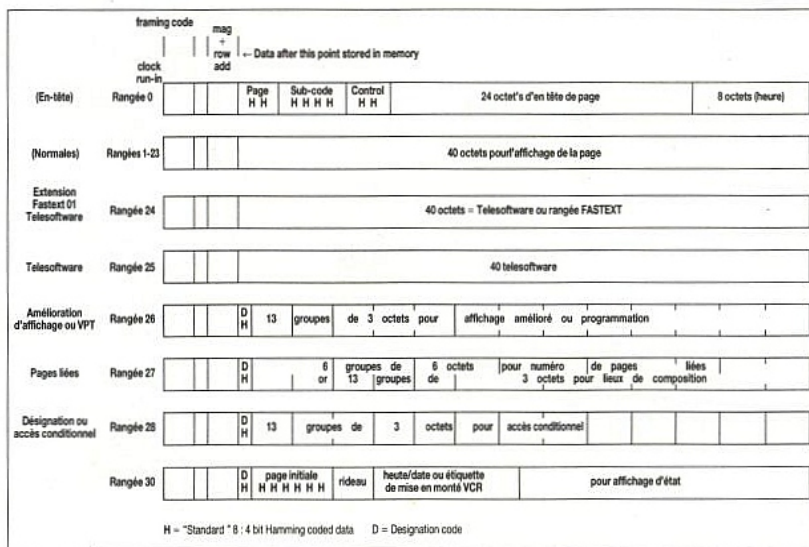 framing code
mag
+
row
add
← Data after this point stored in memory
clock
run-in
(En-tête) Rangée 0
Page
H H
Sub-code
H H H H
Control
H H
24 octet's d'en tête de page
8 octets (heure)
(Normales) Rangées 1-23
40 octets pourl'affichage de la page
Extension
Fastext 01
Telesoftware
Rangée 24
40 octets = Telesoftware ou rangée FASTEXT
Telesoftware Rangée 25
40 telesoftware
Amélioration
d'affichage ou VPT
Rangée 26
D
H
13 groupes de 3 octets pour affichage amélioré ou programmation
Pages liées Rangée 27
D
H
6 groupes de 6 octets pour numéro de pages liées
or 13 groupes de 3 octets pour lieux de composition
Désignation ou
accès conditionnel
Rangée 28
D
H
13 groupes de 3 octets pour accès conditionnel
Rangée 30
D
H
page initiale
H H H H H H
rideau
heute/date ou étiquette
de mise en monté VCR
pour affichage d'état
H = "Standard " 8 : 4 bit Hamming coded data D = Designation code